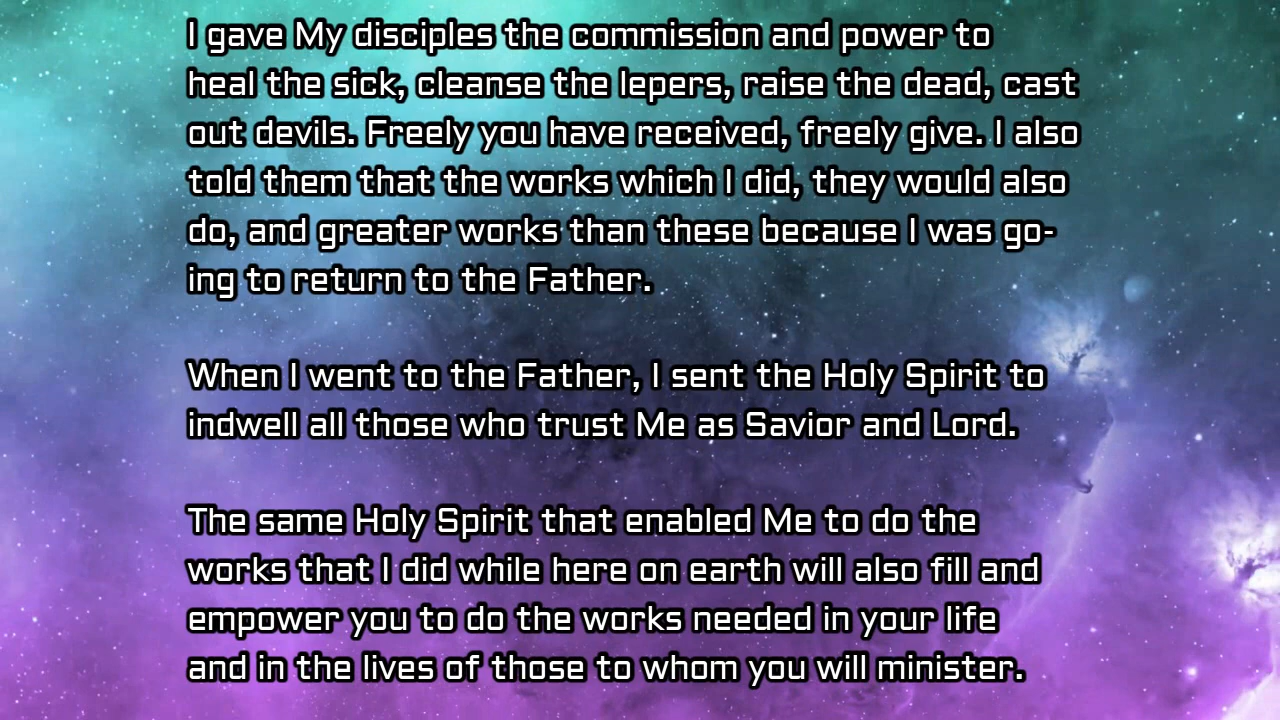 I gave My disciples the commission and power to
heal the sick, cleanse the lepers, raise the dead, cast
out devils. Freely you have received, freely give. I also
told them that the works which I did, they would also
do, and greater works than these because I was go-
ing to return to the Father.
When I went to the Father, I sent the Holy Spirit to
indwell all those who trust Me as Savior and Lord.
The same Holy Spirit that enabled Me to do the
works that I did while here on earth will also fill and
empower you to do the works needed in your life
and in the lives of those to whom you will minister.